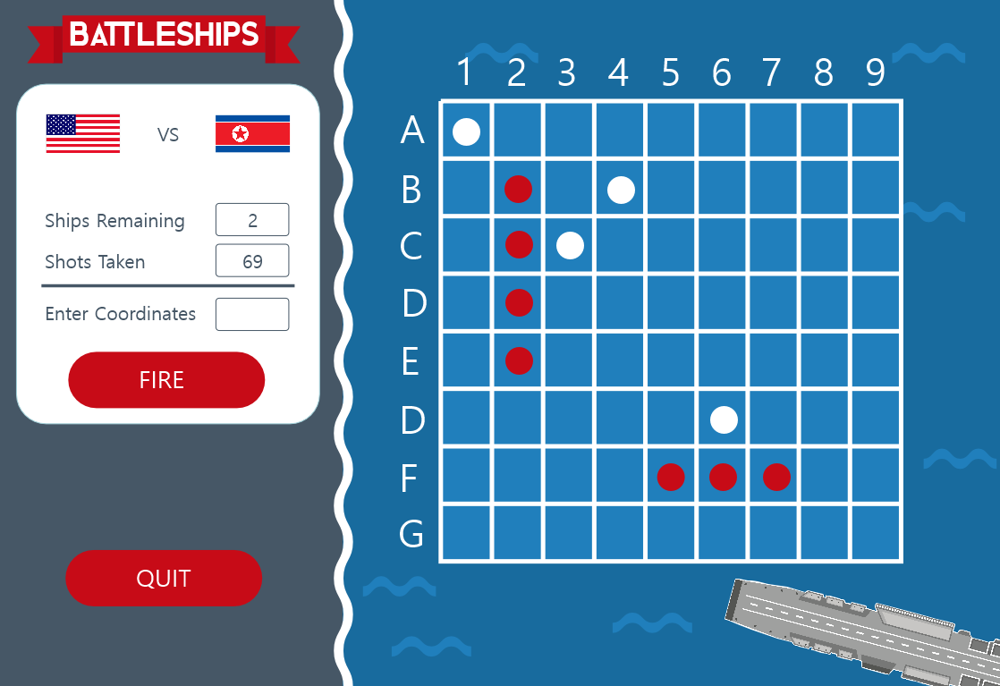 BATTLESHIPS
VS
Ships Remaining 2
Shots Taken 69
Enter Coordinates
FIRE
QUIT
1 2 3 4 5 6 7 8 9
A
B
C
D
E
D
F
G